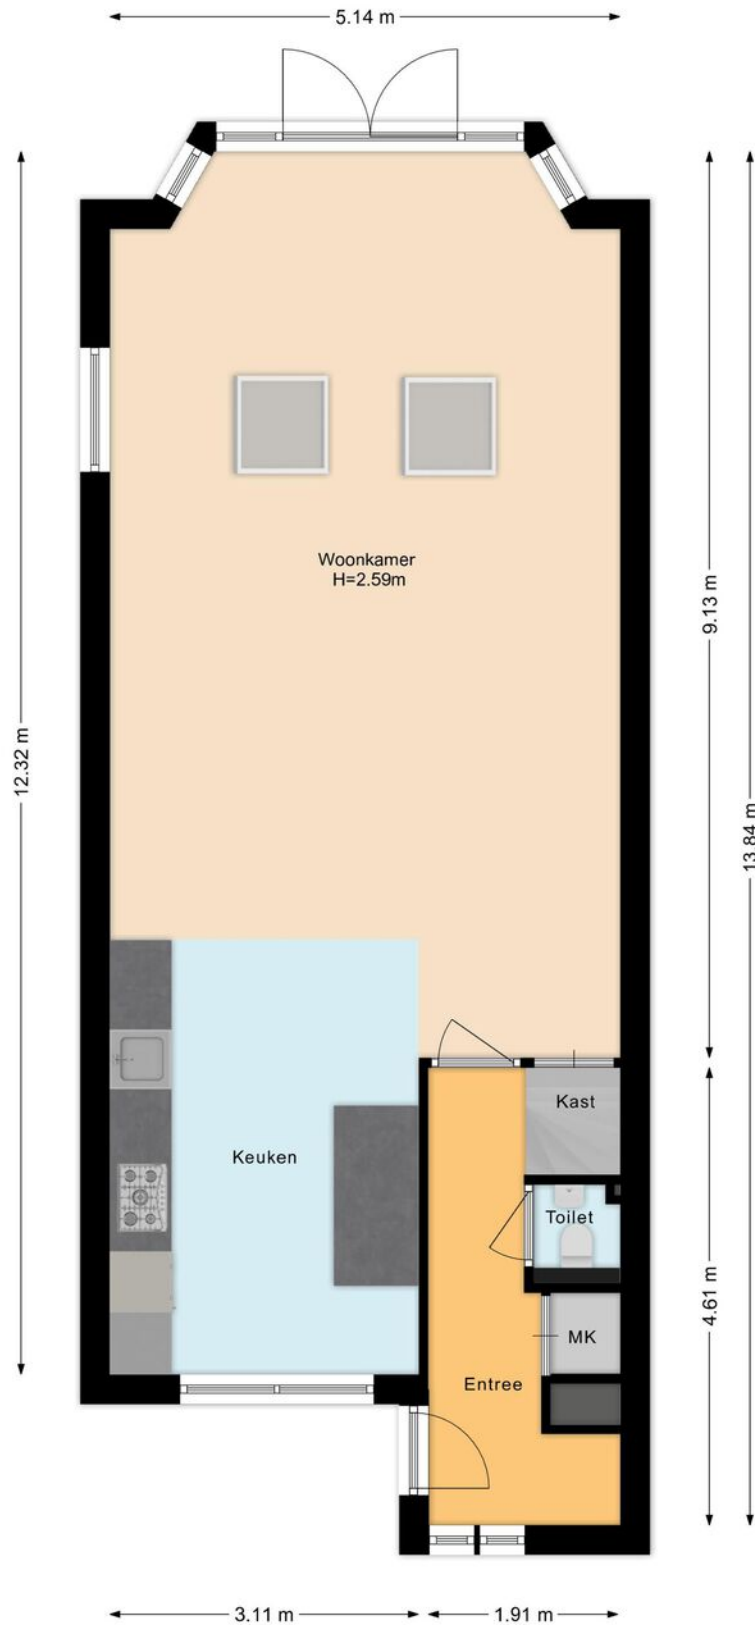 5.14 m
Woonkamer
H=2.59m
9.13 m
12.32 m
13.84 m
Kast
Keuken
Toilet
4.61 m
MK
Entree
3.11 m
1.91 m